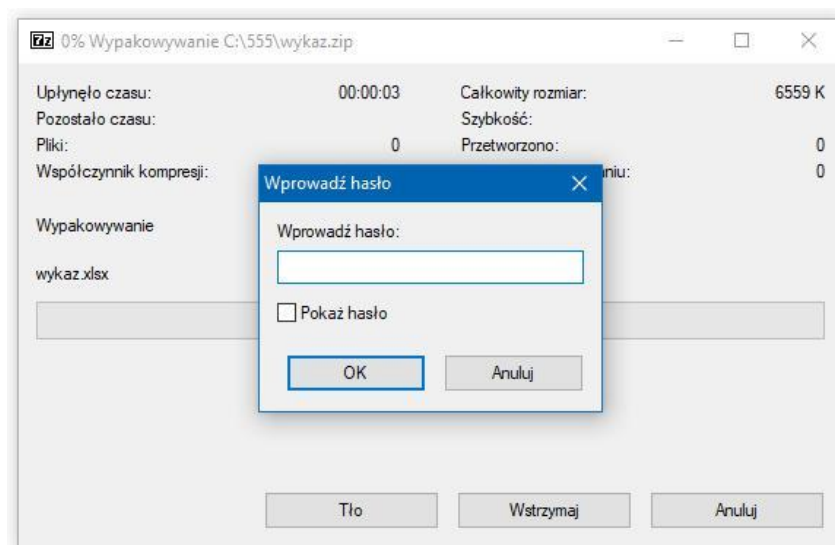 7z 0% Wypakowywanie C:\555\wykaz.zip
Upłynęło czasu: 00:00:03 Całkowity rozmiar: 6559 K
Pozostało czasu: Szybkość:
Pliki: 0 Przetworzono: 0
Współczynnik kompresji: niu: 0
Wprowadź hasło
Wypakowywanie
Wprowadź hasło:
wykaz.xlsx
Pokaż hasło
OK Anuluj
Tło Wstrzymaj Anuluj